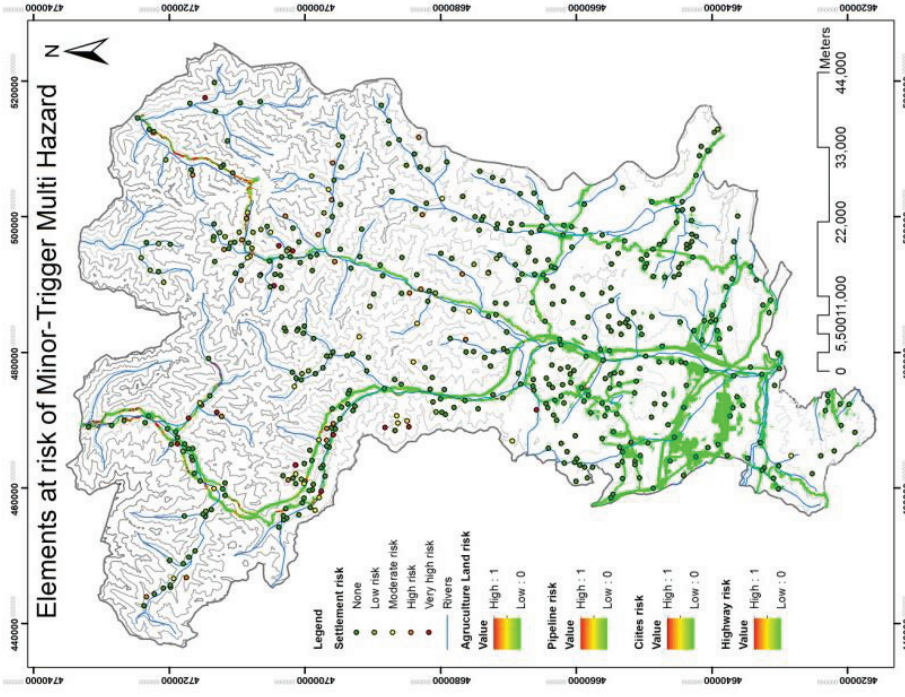 Elements at risk of Minor-Trigger Multi Hazard
N
440000
460000
480000
500000
520000
4740000
4720000
4700000
4680000
4660000
4640000
4620000
Legend
Settlement risk
None
Low risk
Moderate risk
High risk
Very high risk
Rivers
Agruculture Land risk
Value
High : 1
Low : 0
Pipeline risk
Value
High : 1
Low : 0
Ciites risk
Value
High : 1
Low : 0
Highway risk
Value
High : 1
Low : 0
0 5,50011,000 22,000 33,000 44,000
Meters